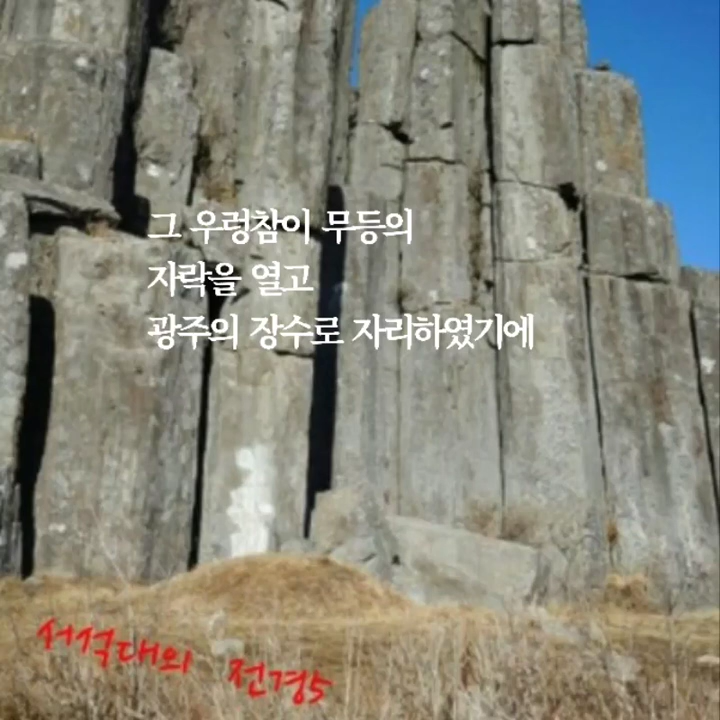 그 우렁참이 무등의
자락을 열고
광주의 장수로 자리하였기에
서석대의 전경5